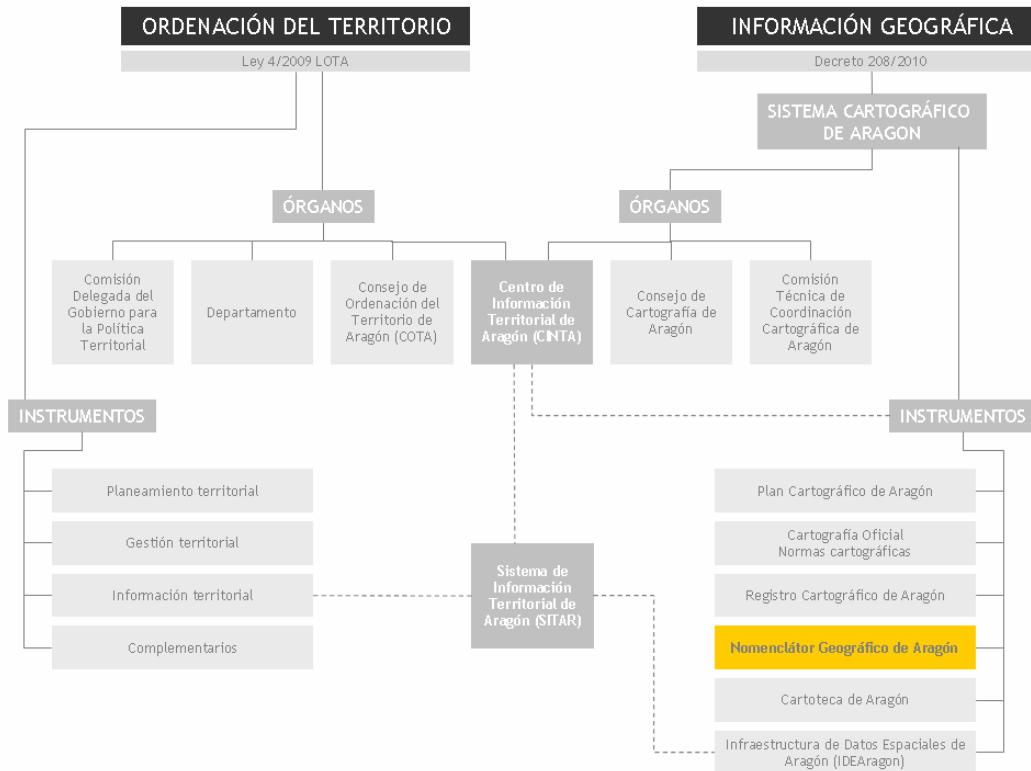 ORDENACIÓN DEL TERRITORIO
Ley 4/2009 LOTA
INFORMACIÓN GEOGRÁFICA
Decreto 208/2010
SISTEMA CARTOGRÁFICO
DE ARAGON
ÓRGANOS
ÓRGANOS
Comisión
Delegada del
Gobierno para
la Política
Territorial
Departamento
Consejo de
Ordenación del
Territorio de
Aragón (COTA)
Centro de
Información
Territorial de
Aragón (CINTA)
Consejo de
Cartografía de
Aragón
Comisión
Técnica de
Coordinación
Cartográfica de
Aragón
INSTRUMENTOS
Planeamiento territorial
Gestión territorial
Información territorial
Complementarios
Sistema de
Información
Territorial de
Aragón (SITAR)
INSTRUMENTOS
Plan Cartográfico de Aragón
Cartografía Oficial
Normas cartográficas
Registro Cartográfico de Aragón
Nomenclátor Geográfico de Aragón
Cartoteca de Aragón
Infraestructura de Datos Espaciales de
Aragón (IDEAragon)